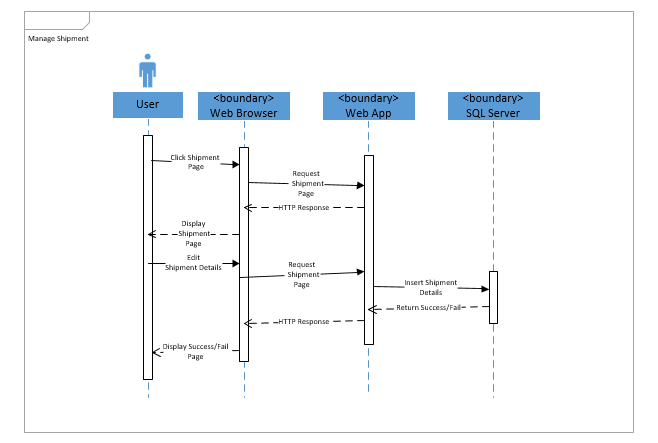 Manage Shipment
User
<boundary>
Web Browser
<boundary>
Web App
<boundary>
SQL Server
Click Shipment
Page
Request
Shipment
Page
HTTP Response
Display
Shipment
Page
Edit
Shipment Details
Request
Shipment
Page
Insert Shipment
Details
Return Success/Fail
HTTP Response
Display Success/Fail
Page